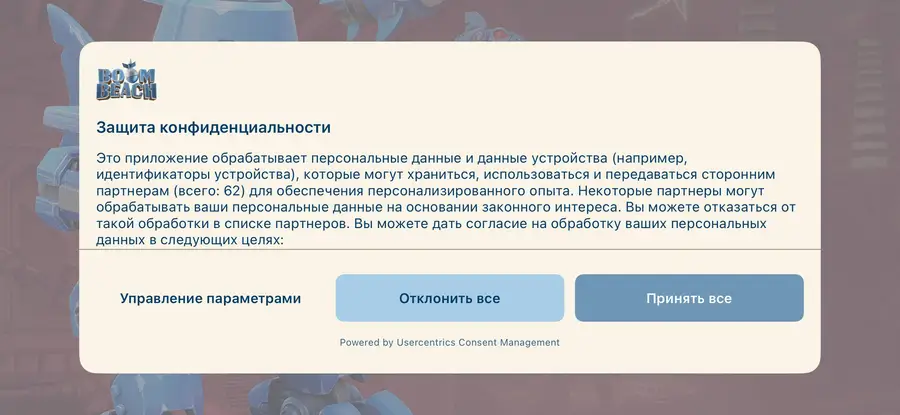 BOOM
BEACH
Защита конфиденциальности
Это приложение обрабатывает персональные данные и данные устройства (например,
идентификаторы устройства), которые могут храниться, использоваться и передаваться сторонним
партнерам (всего: 62) для обеспечения персонализированного опыта. Некоторые партнеры могут
обрабатывать ваши персональные данные на основании законного интереса. Вы можете отказаться от
такой обработки в списке партнеров. Вы можете дать согласие на обработку ваших персональных
данных в следующих целях:
Управление параметрами
Отклонить все
Принять все
Powered by Usercentrics Consent Management